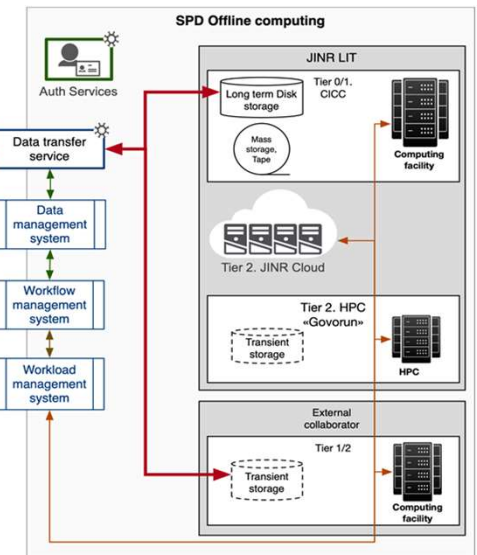 SPD Offline computing
Auth Services
Data transfer
service
Data
management
system
Workflow
management
system
Workload
management
system
JINR LIT
Tier 0/1.
CICC
Long term Disk
storage
Mass
storage,
Tape
Computing
facility
Tier 2. JINR Cloud
Tier 2. HPC
«Govorun»
Transient
storage
HPC
External
collaborator
Tier 1/2
Transient
storage
Computing
facility